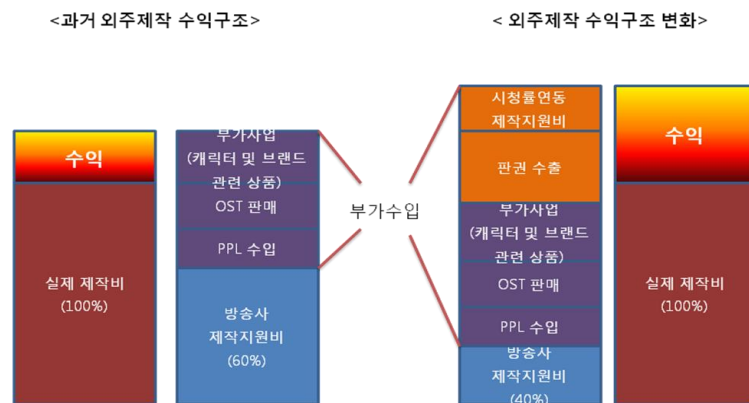 <과거 외주제작 수익구조>
< 외주제작 수익구조 변화>
수익
실제 제작비
(100%)
부가사업
(캐릭터 및 브랜드
관련 상품)
OST 판매
PPL 수입
방송사
제작지원비
(60%)
부가수입
시청률연동
제작지원비
판권 수출
부가사업
(캐릭터 및 브랜드
관련 상품)
OST 판매
PPL 수입
방송사
제작지원비
(40%)
수익
실제 제작비
(100%)